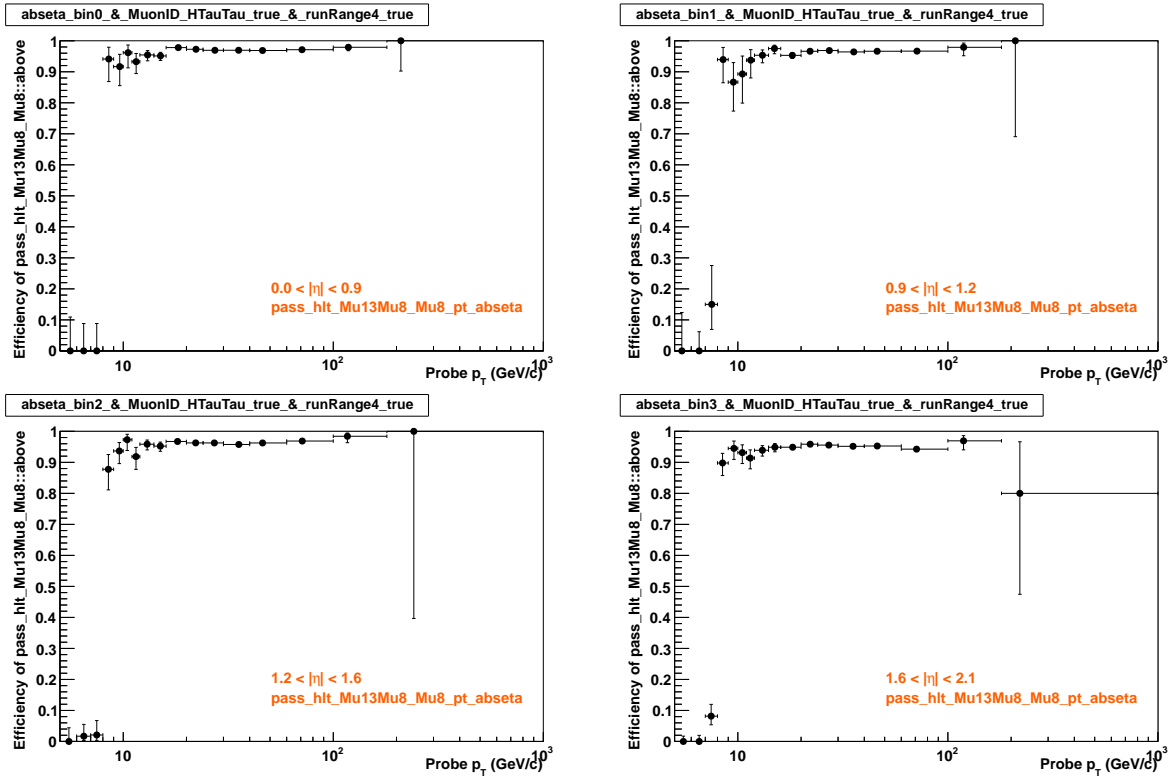 abseta_bin0_&_MuonID_HTauTau_true_&_runRange4_true
Efficiency of pass_hlt_Mu13Mu8_Mu8::above
1
0.9
0.8
0.7
0.6
0.5
0.4
0.3
0.2
0.1
0
0.0 < |η| < 0.9
pass_hlt_Mu13Mu8_Mu8_pt_abseta
10
10²
10³
Probe p_T (GeV/c)
abseta_bin1_&_MuonID_HTauTau_true_&_runRange4_true
Efficiency of pass_hlt_Mu13Mu8_Mu8::above
1
0.9
0.8
0.7
0.6
0.5
0.4
0.3
0.2
0.1
0
0.9 < |η| < 1.2
pass_hlt_Mu13Mu8_Mu8_pt_abseta
10
10²
10³
Probe p_T (GeV/c)
abseta_bin2_&_MuonID_HTauTau_true_&_runRange4_true
Efficiency of pass_hlt_Mu13Mu8_Mu8::above
1
0.9
0.8
0.7
0.6
0.5
0.4
0.3
0.2
0.1
0
1.2 < |η| < 1.6
pass_hlt_Mu13Mu8_Mu8_pt_abseta
10
10²
10³
Probe p_T (GeV/c)
abseta_bin3_&_MuonID_HTauTau_true_&_runRange4_true
Efficiency of pass_hlt_Mu13Mu8_Mu8::above
1
0.9
0.8
0.7
0.6
0.5
0.4
0.3
0.2
0.1
0
1.6 < |η| < 2.1
pass_hlt_Mu13Mu8_Mu8_pt_abseta
10
10²
10³
Probe p_T (GeV/c)